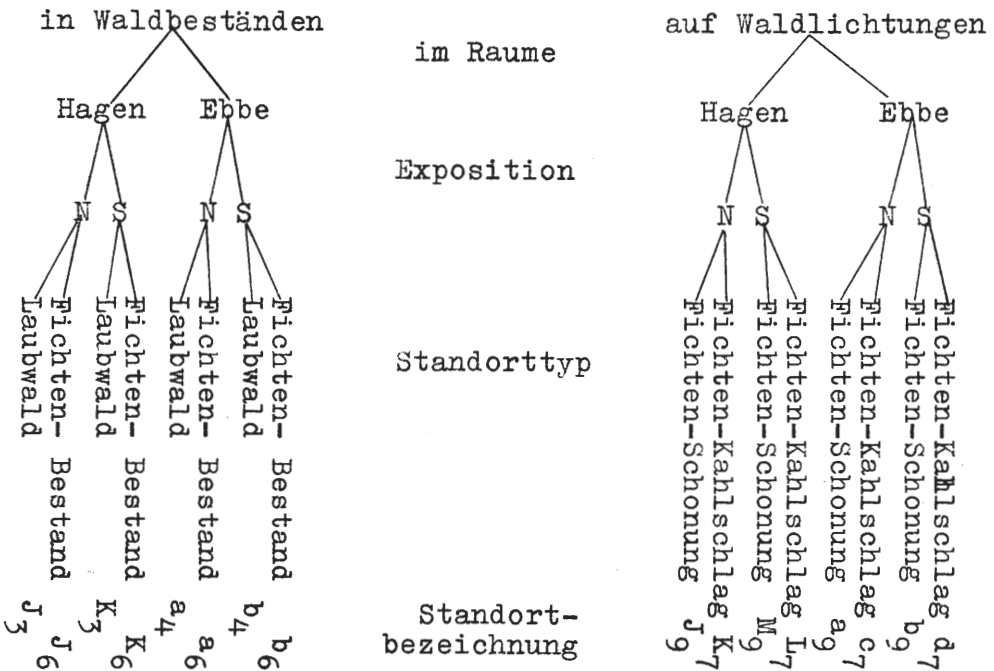 in Waldbeständen
im Raume
auf Waldlichtungen
Hagen Ebbe
Hagen Ebbe
Exposition
N S N S
N S N S
Laubwald
Fichten- Bestand
Laubwald
Fichten- Bestand
Laubwald
Fichten- Bestand
Laubwald
Fichten- Bestand
Standorttyp
Fichten-Schonung
Fichten-Kahlschlag
Fichten-Schonung
Fichten-Kahlschlag
Fichten-Schonung
Fichten-Kahlschlag
Fichten-Schonung
Fichten-Kahlschlag
J3 J6 K3 K6 a4 a6 b4 b6
Standort-
bezeichnung
J9 K7 M9 L7 a9 c7 b9 d7